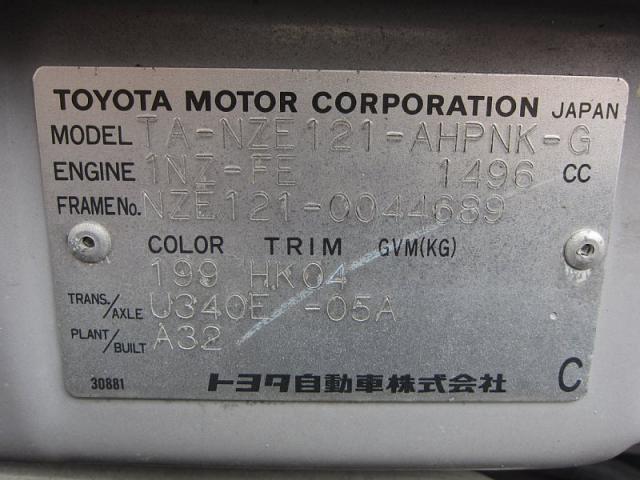 TOYOTA MOTOR CORPORATION JAPAN
MODEL TA-NZE121-AHPNK-G
ENGINE 1NZ-FE 1496 CC
FRAME No. NZE121-0044689
COLOR TRIM GVM(KG)
199 HK04
TRANS./AXLE U340E -05A
PLANT/BUILT A32
30881 トヨタ自動車株式会社 C